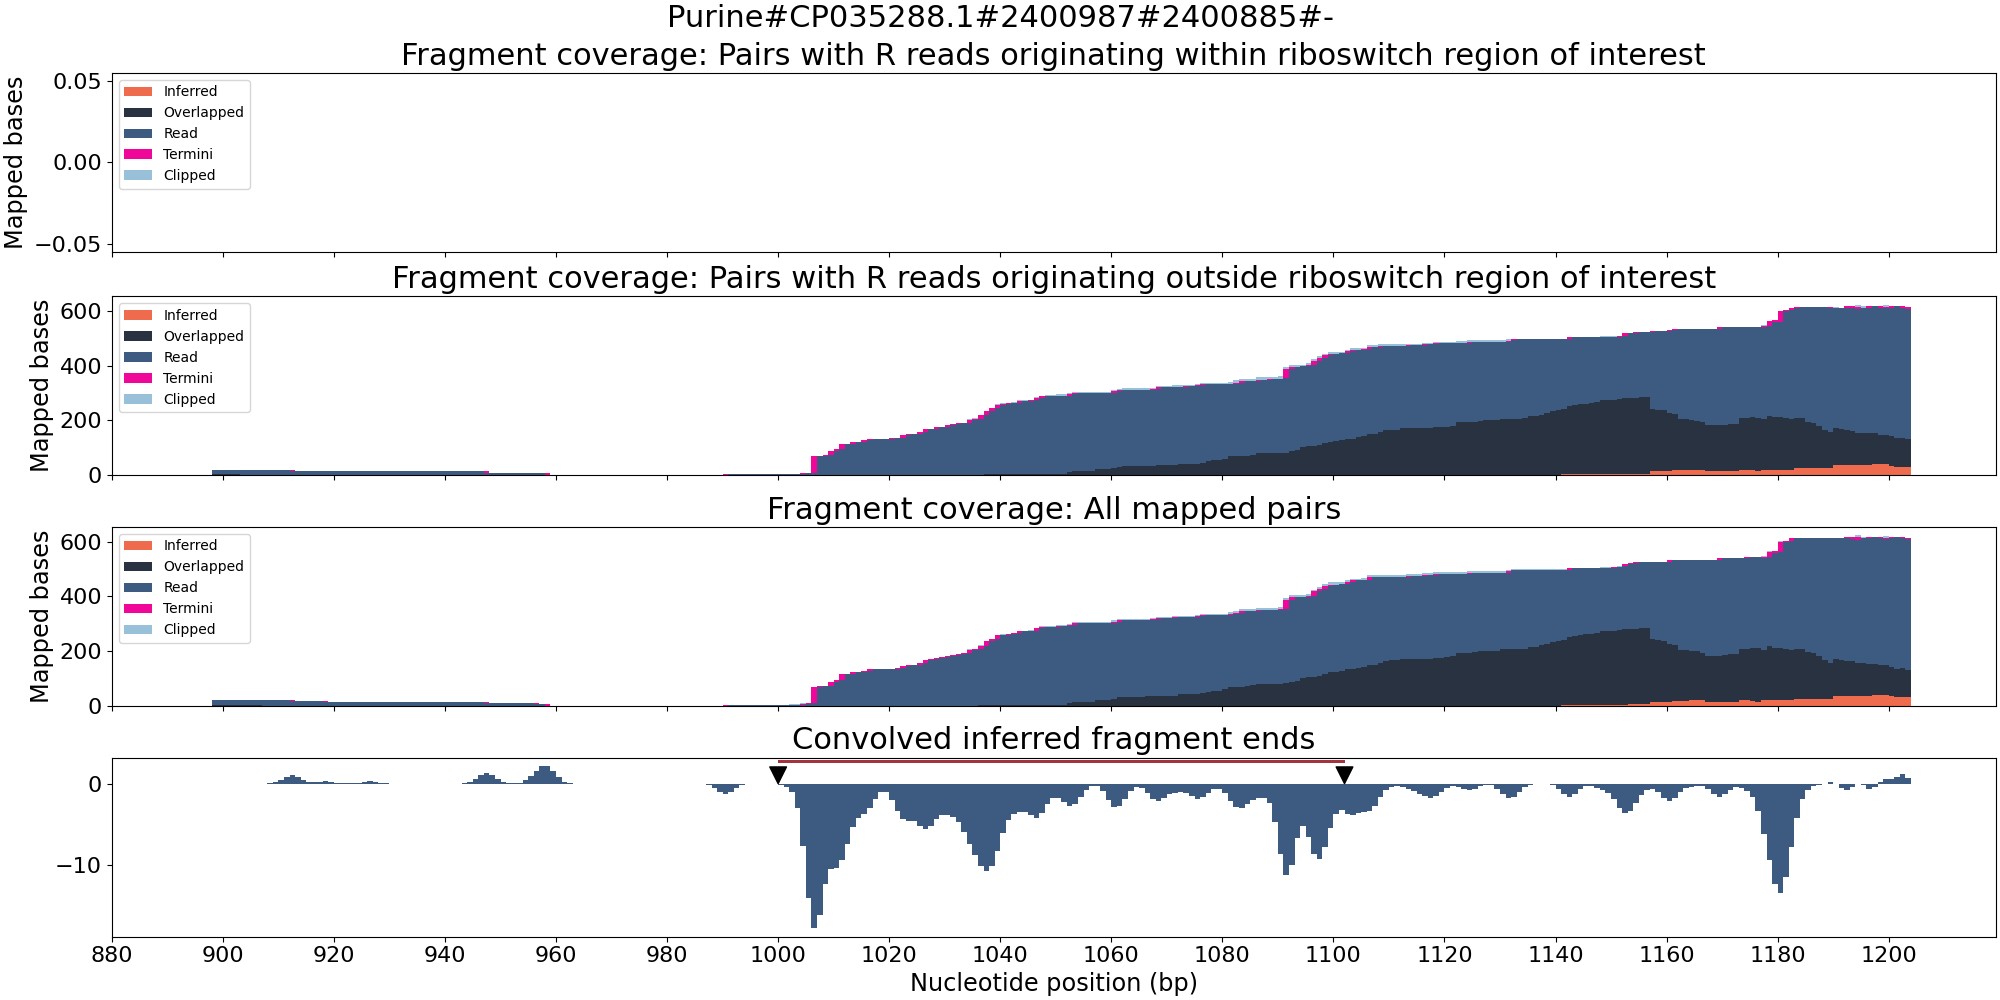 Purine#CP035288.1#2400987#2400885#-
Fragment coverage: Pairs with R reads originating within riboswitch region of interest
Mapped bases
0.05
0.00
−0.05
Inferred
Overlapped
Read
Termini
Clipped
Fragment coverage: Pairs with R reads originating outside riboswitch region of interest
Mapped bases
600
400
200
0
Inferred
Overlapped
Read
Termini
Clipped
Fragment coverage: All mapped pairs
Mapped bases
600
400
200
0
Inferred
Overlapped
Read
Termini
Clipped
Convolved inferred fragment ends
0
−10
880 900 920 940 960 980 1000 1020 1040 1060 1080 1100 1120 1140 1160 1180 1200
Nucleotide position (bp)